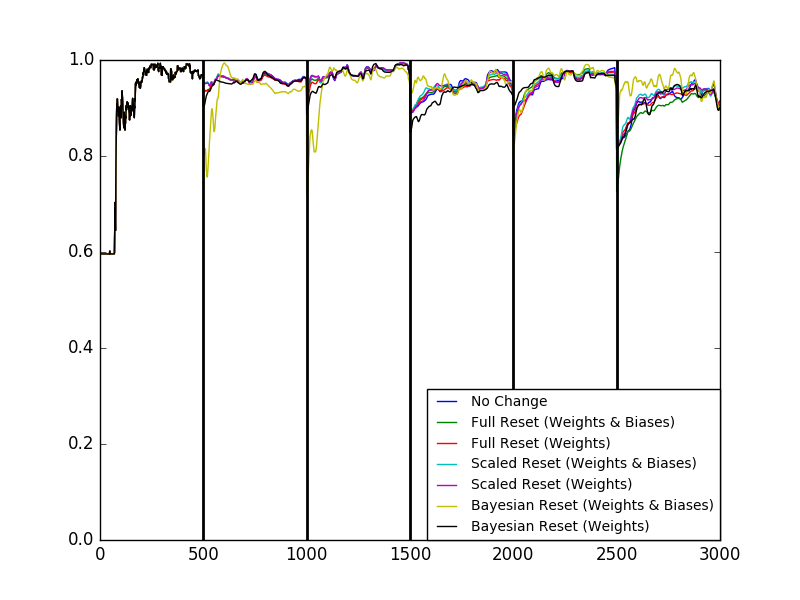 1.0
0.8
0.6
0.4
0.2
0.0
No Change
Full Reset (Weights & Biases)
Full Reset (Weights)
Scaled Reset (Weights & Biases)
Scaled Reset (Weights)
Bayesian Reset (Weights & Biases)
Bayesian Reset (Weights)
0 500 1000 1500 2000 2500 3000